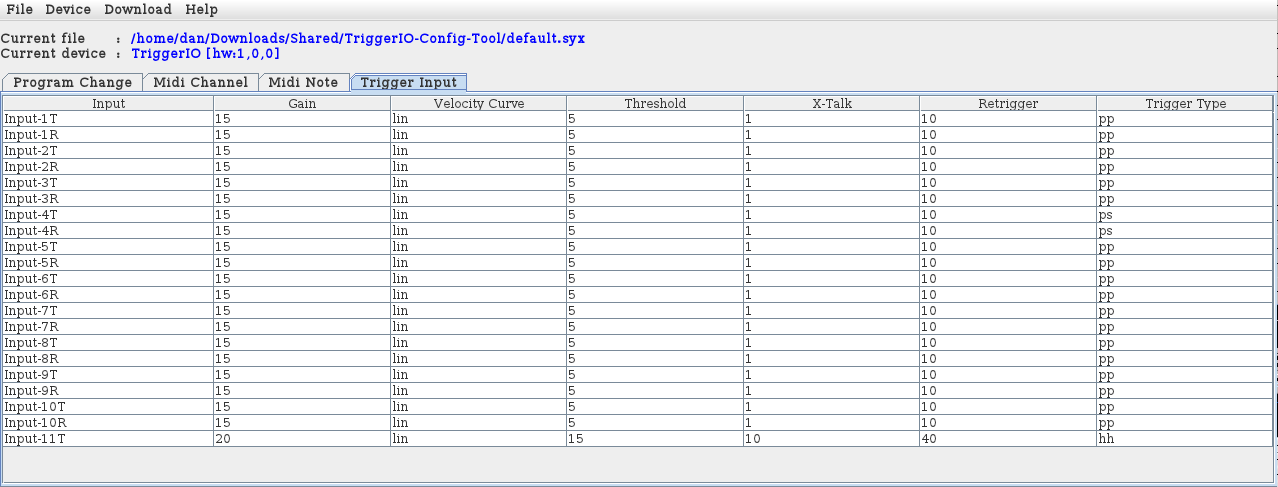 File Device Download Help
Current file : /home/dan/Downloads/Shared/TriggerIO-Config-Tool/default.syx
Current device : TriggerIO [hw:1,0,0]
Program Change Midi Channel Midi Note Trigger Input
Input Gain Velocity Curve Threshold X-Talk Retrigger Trigger Type
Input-1T 15 lin 5 1 10 pp
Input-1R 15 lin 5 1 10 pp
Input-2T 15 lin 5 1 10 pp
Input-2R 15 lin 5 1 10 pp
Input-3T 15 lin 5 1 10 pp
Input-3R 15 lin 5 1 10 pp
Input-4T 15 lin 5 1 10 ps
Input-4R 15 lin 5 1 10 ps
Input-5T 15 lin 5 1 10 pp
Input-5R 15 lin 5 1 10 pp
Input-6T 15 lin 5 1 10 pp
Input-6R 15 lin 5 1 10 pp
Input-7T 15 lin 5 1 10 pp
Input-7R 15 lin 5 1 10 pp
Input-8T 15 lin 5 1 10 pp
Input-8R 15 lin 5 1 10 pp
Input-9T 15 lin 5 1 10 pp
Input-9R 15 lin 5 1 10 pp
Input-10T 15 lin 5 1 10 pp
Input-10R 15 lin 5 1 10 pp
Input-11T 20 lin 15 10 40 hh